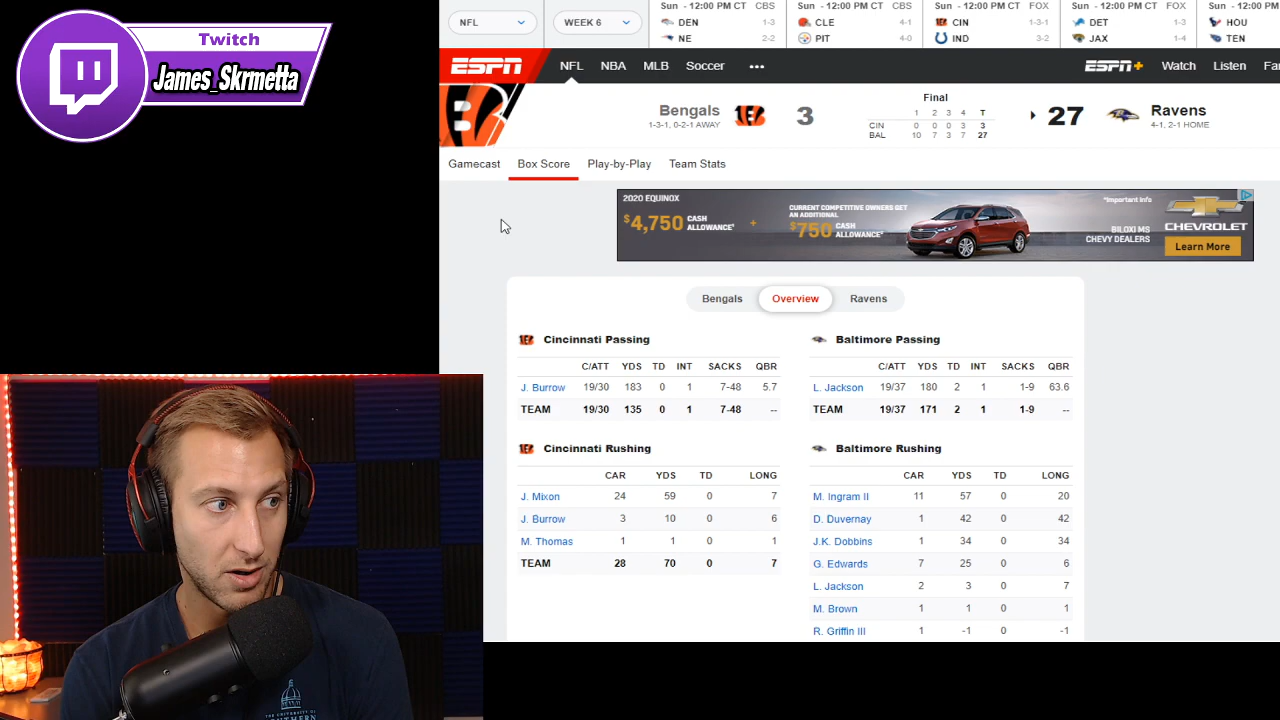 Twitch
James_Skrmetta
NFL
WEEK 6
Sun - 12:00 PM CT CBS
DEN 1-3
NE 2-2
Sun - 12:00 PM CT CBS
CLE 4-1
PIT 4-0
Sun - 12:00 PM CT FOX
CIN 1-3-1
IND 3-2
Sun - 12:00 PM CT FOX
DET 1-3
JAX 1-4
Sun - 12:00 PM CT
HOU
TEN
ESPN NFL NBA MLB Soccer ••• ESPN+ Watch Listen
Bengals
1-3-1, 0-2-1 AWAY
3
Final
1 2 3 4 T
CIN 0 0 0 3 3
BAL 10 7 3 7 27
27
Ravens
4-1, 2-1 HOME
Gamecast Box Score Play-by-Play Team Stats
2020 EQUINOX
$4,750 CASH ALLOWANCE* +
CURRENT COMPETITIVE OWNERS GET
AN ADDITIONAL
$750 CASH ALLOWANCE*
*Important info
BILOXI MS
CHEVY DEALERS
CHEVROLET
Learn More
Bengals Overview Ravens
Cincinnati Passing
C/ATT YDS TD INT SACKS QBR
J. Burrow 19/30 183 0 1 7-48 5.7
TEAM 19/30 135 0 1 7-48 --
Baltimore Passing
C/ATT YDS TD INT SACKS QBR
L. Jackson 19/37 180 2 1 1-9 63.6
TEAM 19/37 171 2 1 1-9 --
Cincinnati Rushing
CAR YDS TD LONG
J. Mixon 24 59 0 7
J. Burrow 3 10 0 6
M. Thomas 1 1 0 1
TEAM 28 70 0 7
Baltimore Rushing
CAR YDS TD LONG
M. Ingram II 11 57 0 20
D. Duvernay 1 42 0 42
J.K. Dobbins 1 34 0 34
G. Edwards 7 25 0 6
L. Jackson 2 3 0 7
M. Brown 1 1 0 1
R. Griffin III 1 -1 0 -1